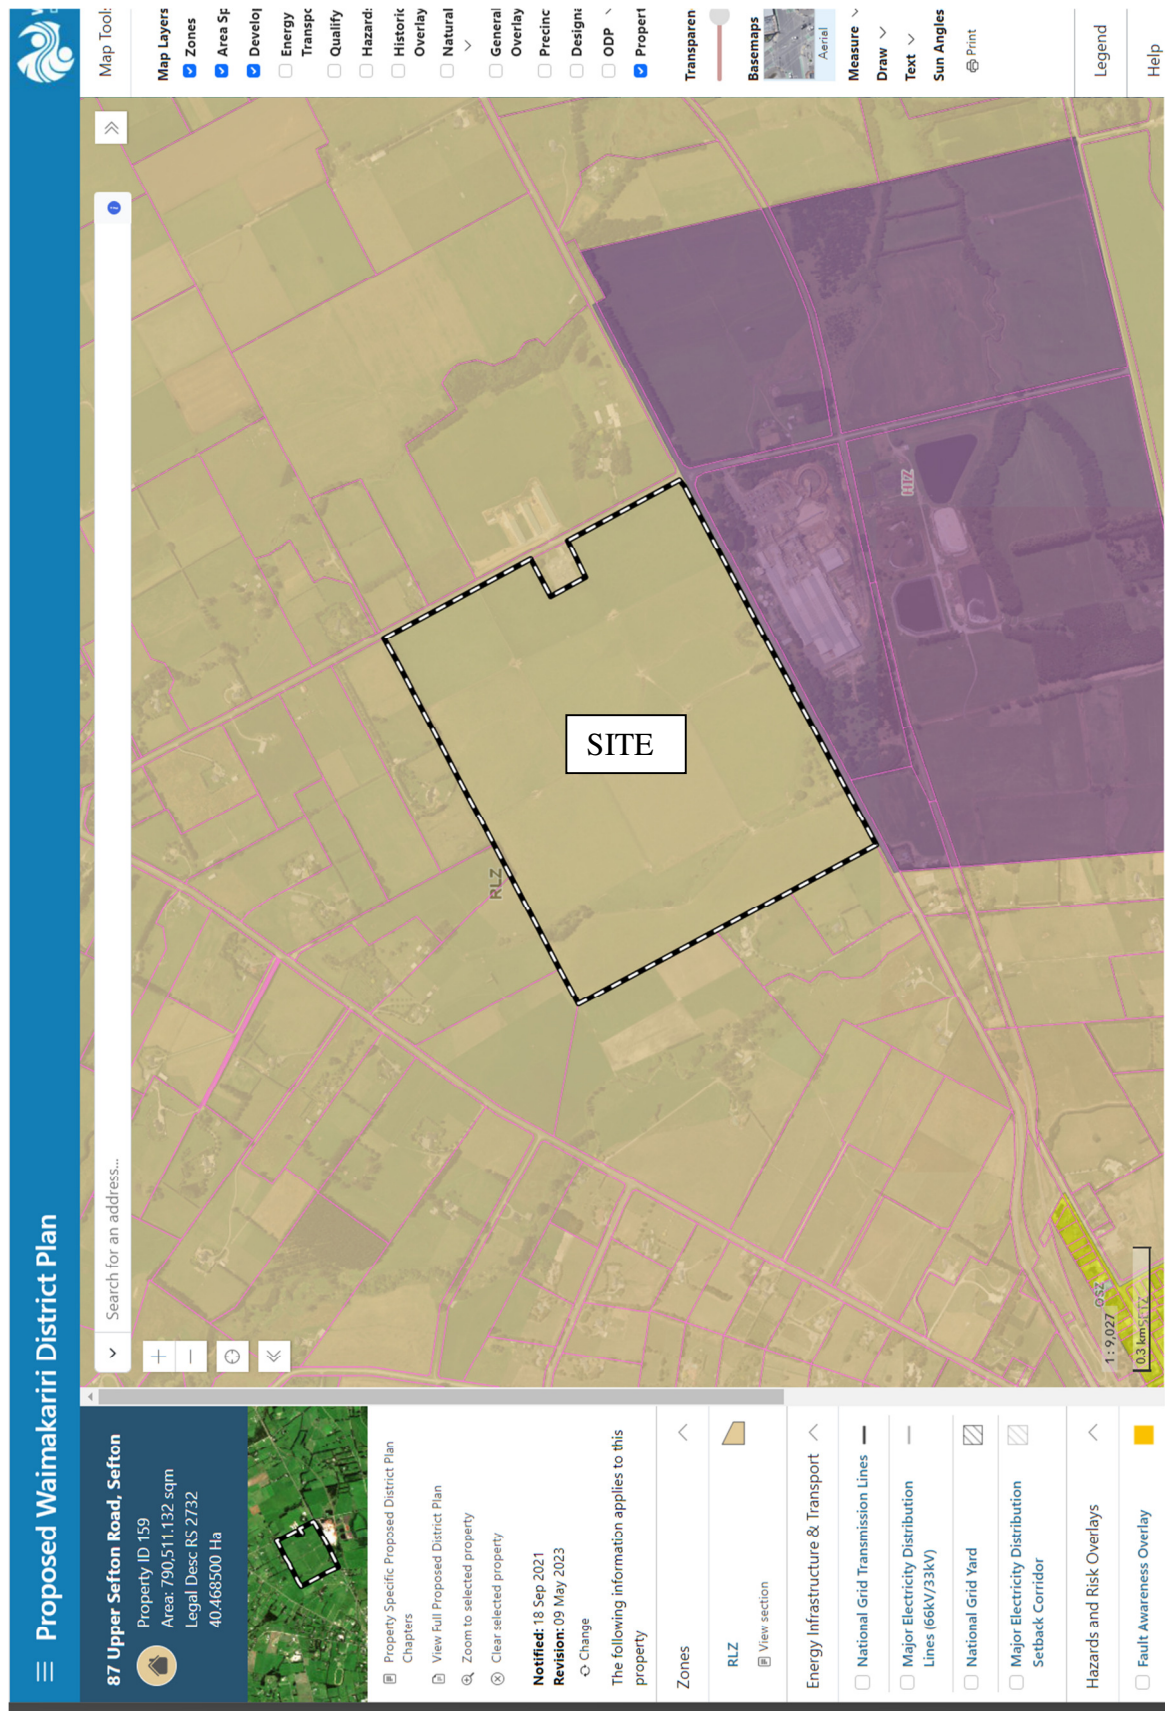 Proposed Waimakariri District Plan
87 Upper Sefton Road, Sefton
Property ID 159
Area: 790,511.132 sqm
Legal Desc RS 2732
40.468500 Ha
Property Specific Proposed District Plan
Chapters
View Full Proposed District Plan
Zoom to selected property
Clear selected property
Notified: 18 Sep 2021
Revision: 09 May 2023
Change
The following information applies to this
property
Zones
RLZ
View section
Energy Infrastructure & Transport
National Grid Transmission Lines
Major Electricity Distribution
Lines (66kV/33kV)
National Grid Yard
Major Electricity Distribution
Setback Corridor
Hazards and Risk Overlays
Fault Awareness Overlay
Search for an address...
RLZ
SITE
HIZ
OSZ
SETZ
1 : 9,027
0.3 km
Map Tool:
Map Layers
Zones
Area Sp
Develop
Energy
Transpo
Qualify
Hazard:
Historic
Overlay
Natural
General
Overlay
Precinc
Designa
ODP
Propert
Transparen
Basemaps
Aerial
Measure
Draw
Text
Sun Angles
Print
Legend
Help